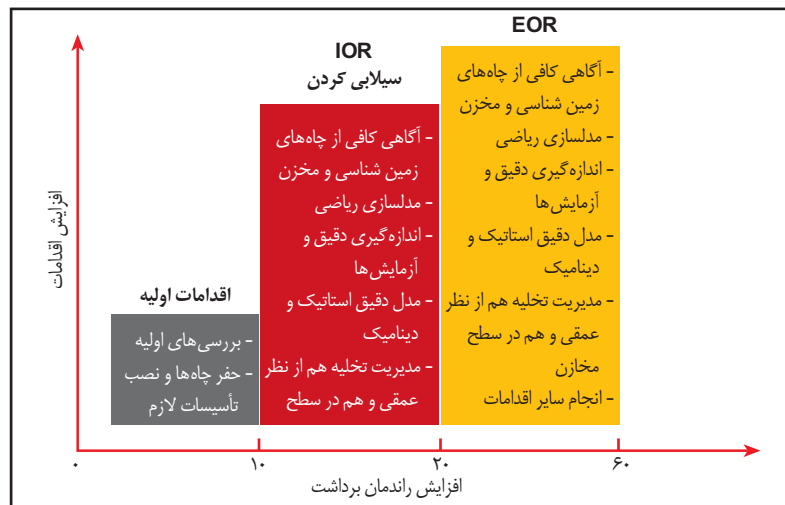 EOR
- آگاهی کافی از چاه‌های
زمین شناسی و مخزن
- مدلسازی ریاضی
- اندازه‌گیری دقیق و
آزمایش‌ها
- مدل دقیق استاتیک و
دینامیک
- مدیریت تخلیه هم از نظر
عمقی و هم در سطح
مخازن
- انجام سایر اقدامات
IOR
سیلابی کردن
- آگاهی کافی از چاه‌های
زمین شناسی و مخزن
- مدلسازی ریاضی
- اندازه‌گیری دقیق و
آزمایش‌ها
- مدل دقیق استاتیک و
دینامیک
- مدیریت تخلیه هم از نظر
عمقی و هم در سطح
اقدامات اولیه
- بررسی‌های اولیه
- حفر چاه‌ها و نصب
تأسیسات لازم
افزایش اقدامات
۰
۱۰
۲۰
۶۰
افزایش راندمان برداشت